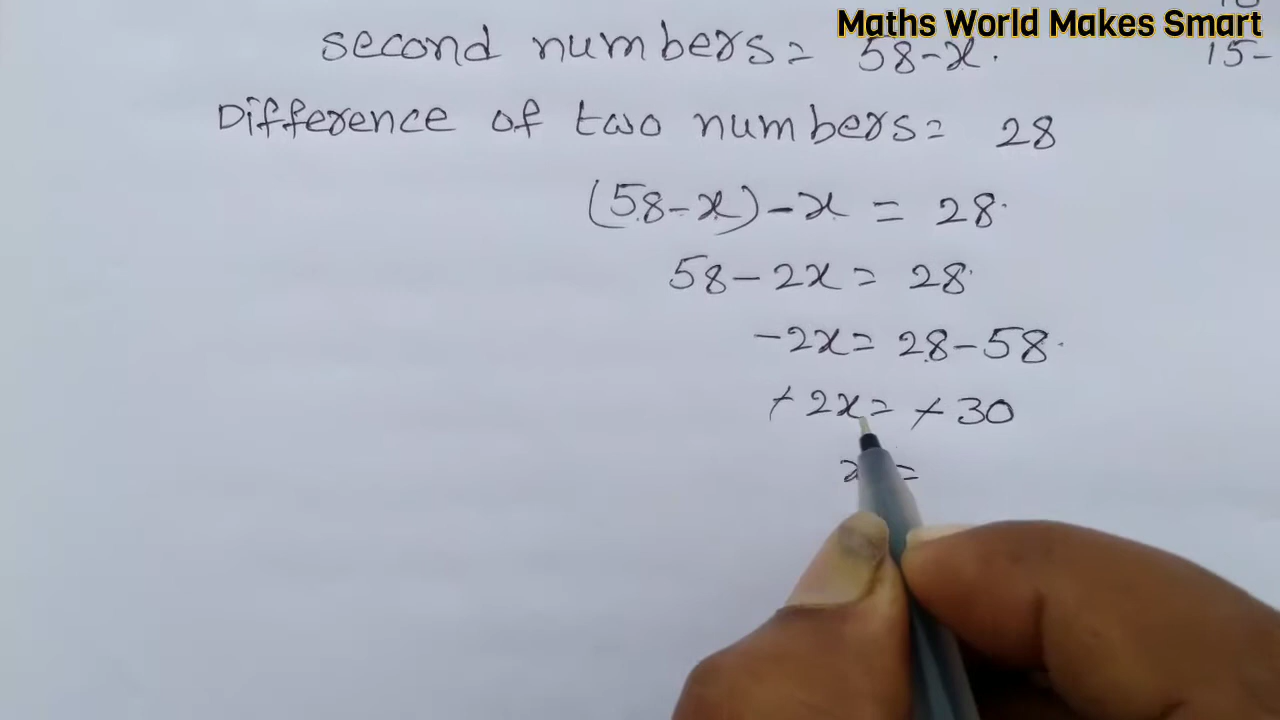 Maths World Makes Smart
second numbers = 58-x.
15-
Difference of two numbers = 28
(58-x)-x = 28
58-2x = 28
-2x = 28-58
+2x = +30
x =